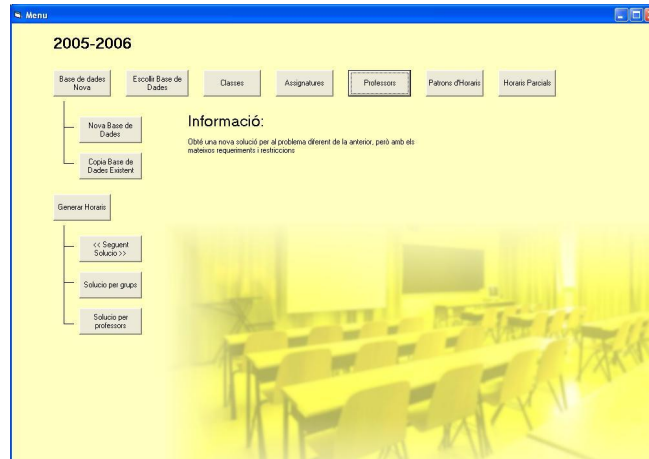 Menu
2005-2006
Base de dades
Nova
Escollir Base de
Dades
Classes
Assignatures
Professors
Patrons d'Horaris
Horaris Parcials
Nova Base de
Dades
Copia Base de
Dades Existent
Informació:
Obté una nova solució per al problema diferent de la anterior, però amb els
mateixos requeriments i restriccions
Generar Horaris
<< Seguent
Solucio >>
Solucio per grups
Solucio per
professors